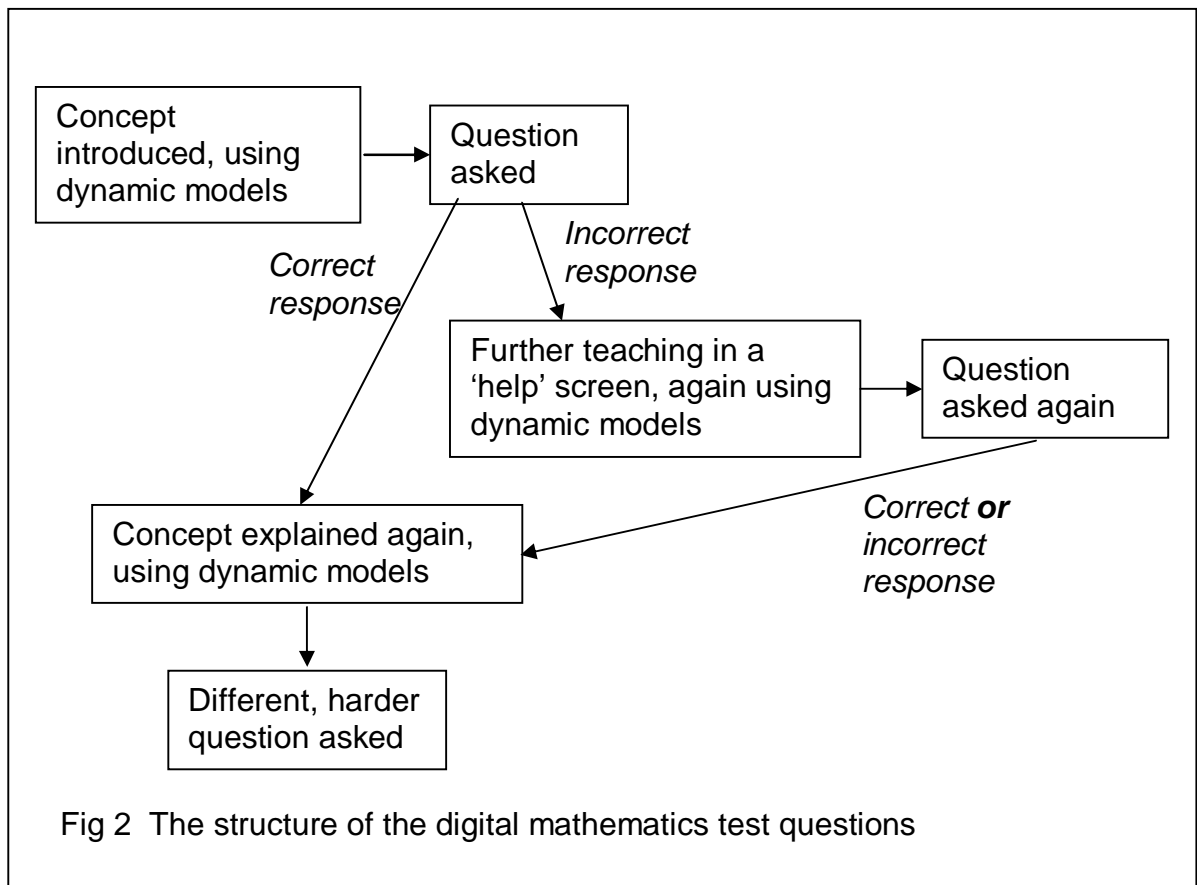 Concept
introduced, using
dynamic models
Question
asked
Correct
response
Incorrect
response
Further teaching in a
‘help’ screen, again using
dynamic models
Question
asked again
Concept explained again,
using dynamic models
Correct or
incorrect
response
Different, harder
question asked
Fig 2 The structure of the digital mathematics test questions